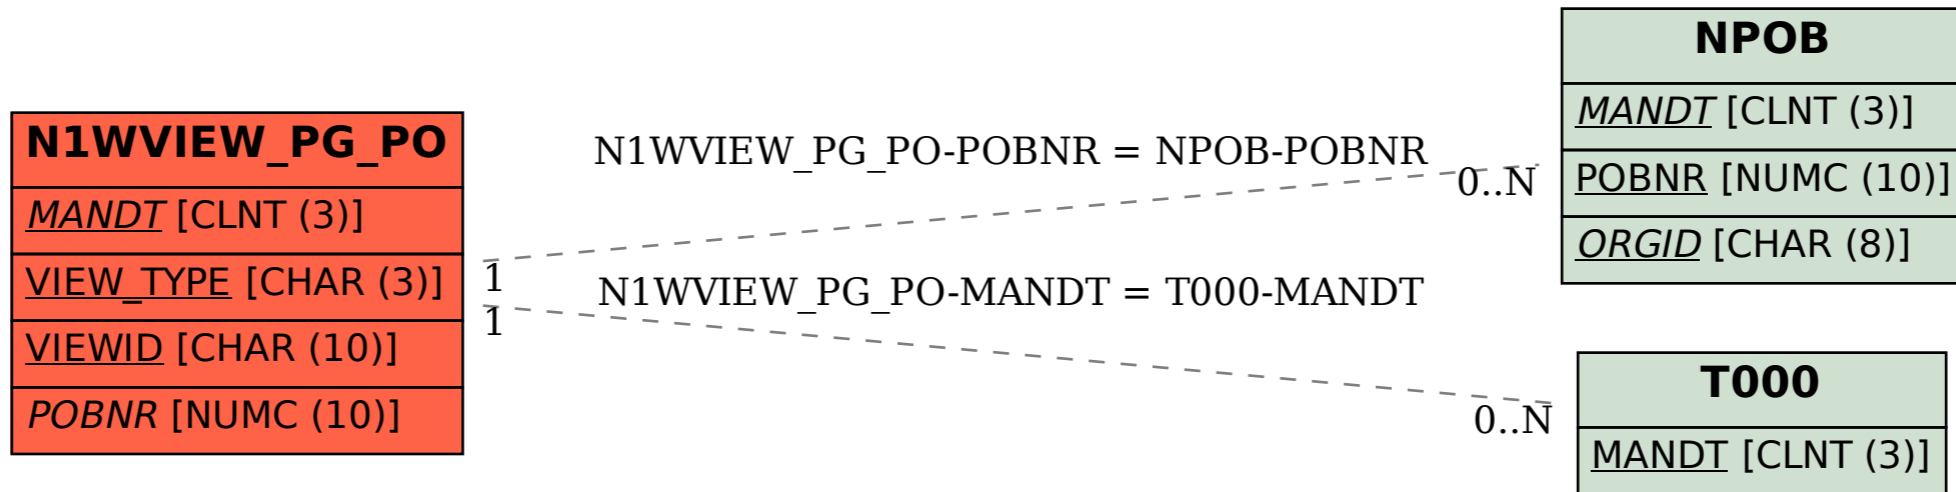 N1WVIEW_PG_PO
MANDT [CLNT (3)]
VIEW_TYPE [CHAR (3)]
VIEWID [CHAR (10)]
POBNR [NUMC (10)]
N1WVIEW_PG_PO-POBNR = NPOB-POBNR
0..N
1
N1WVIEW_PG_PO-MANDT = T000-MANDT
1
0..N
NPOB
MANDT [CLNT (3)]
POBNR [NUMC (10)]
ORGID [CHAR (8)]
T000
MANDT [CLNT (3)]